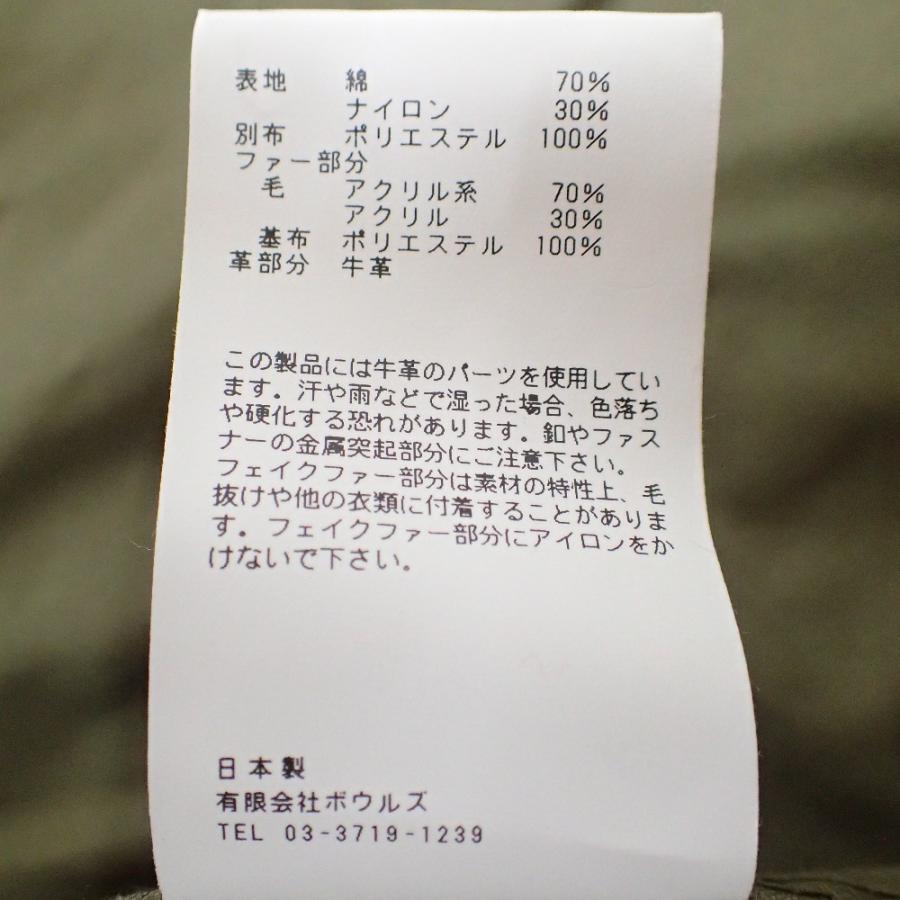 表地 綿 70%
ナイロン 30%
別布 ポリエステル 100%
ファー部分
毛 アクリル系 70%
アクリル 30%
基布 ポリエステル 100%
革部分 牛革
この製品には牛革のパーツを使用してい
ます。汗や雨などで湿った場合、色落ち
や硬化する恐れがあります。釦やファス
ナーの金属突起部分にご注意下さい。
フェイクファー部分は素材の特性上、毛
抜けや他の衣類に付着することがありま
す。フェイクファー部分にアイロンをか
けないで下さい。
日本製
有限会社ボウルズ
TEL 03-3719-1239